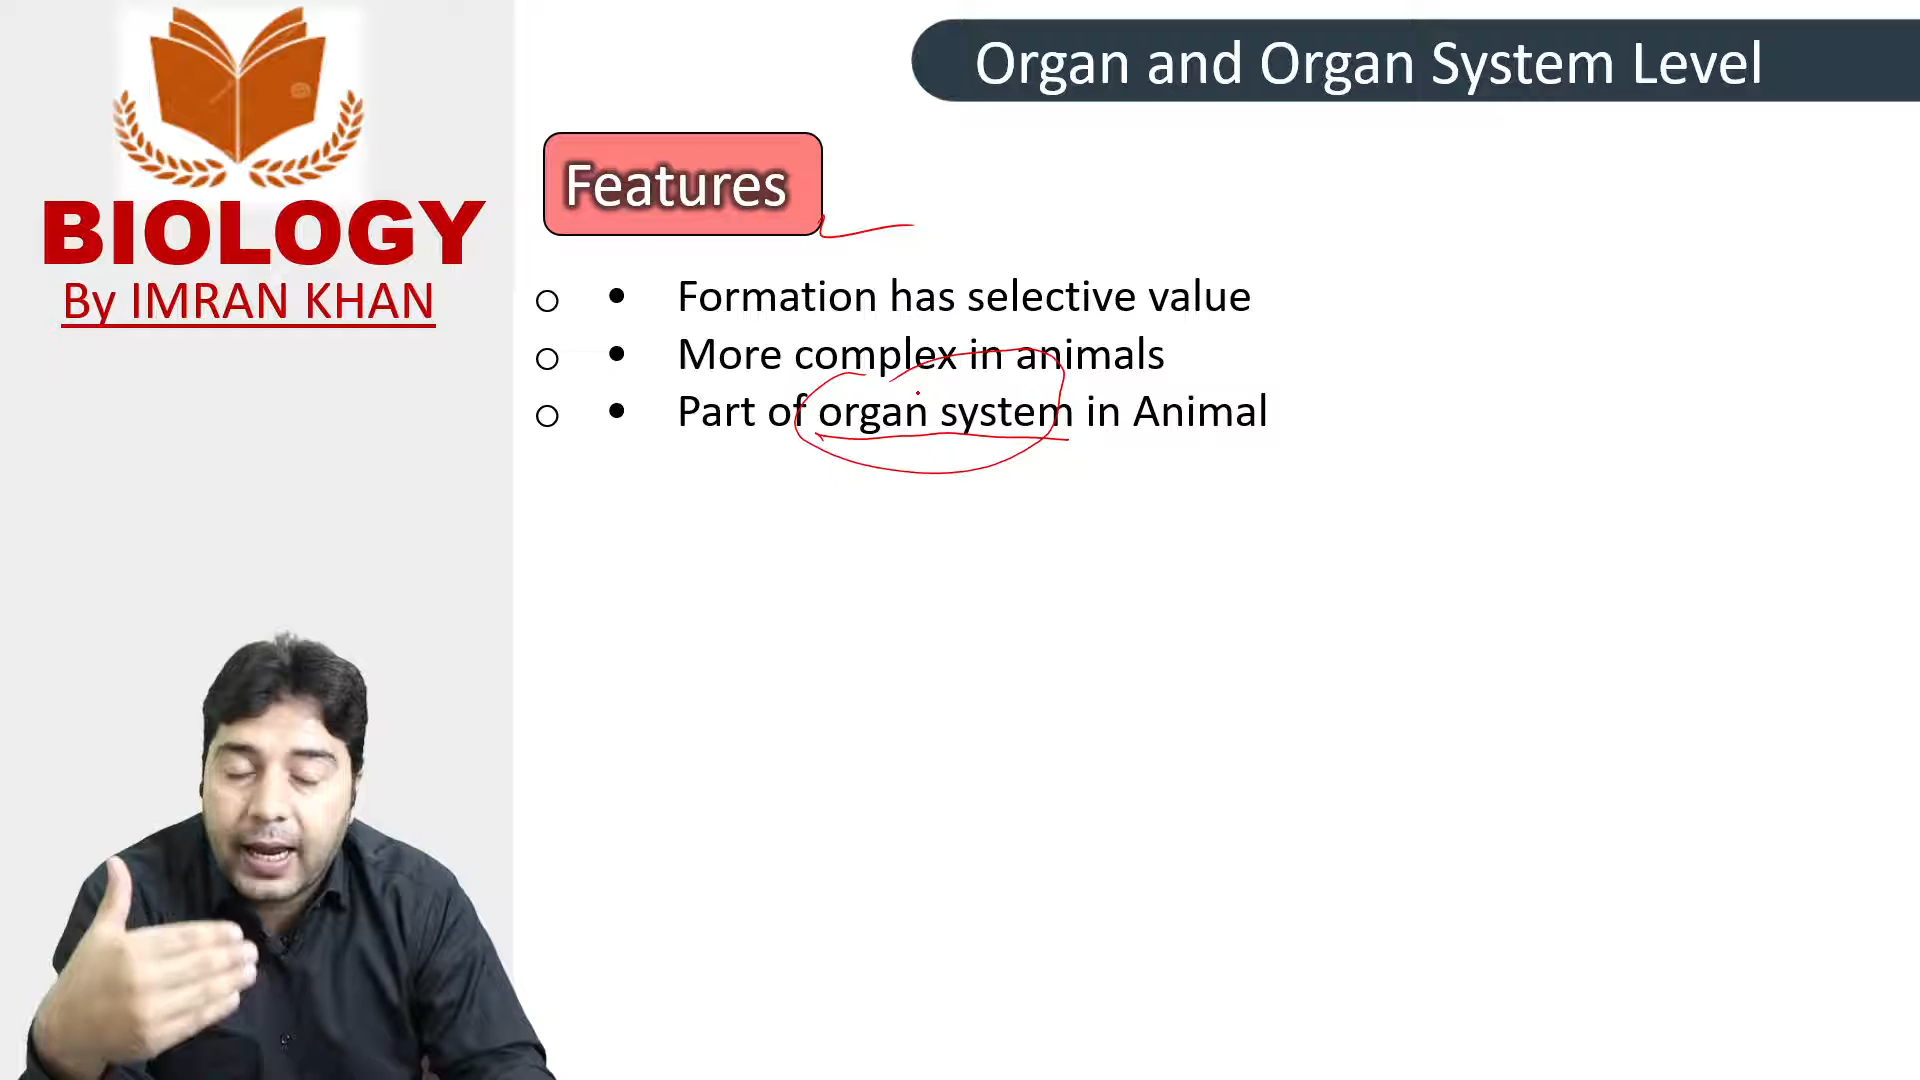 Organ and Organ System Level
BIOLOGY
By IMRAN KHAN
Features
• Formation has selective value
• More complex in animals
• Part of organ system in Animal